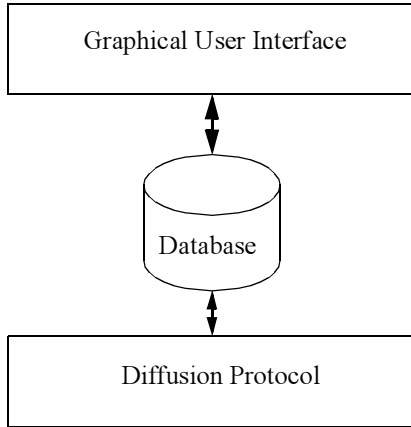 Graphical User Interface
Database
Diffusion Protocol